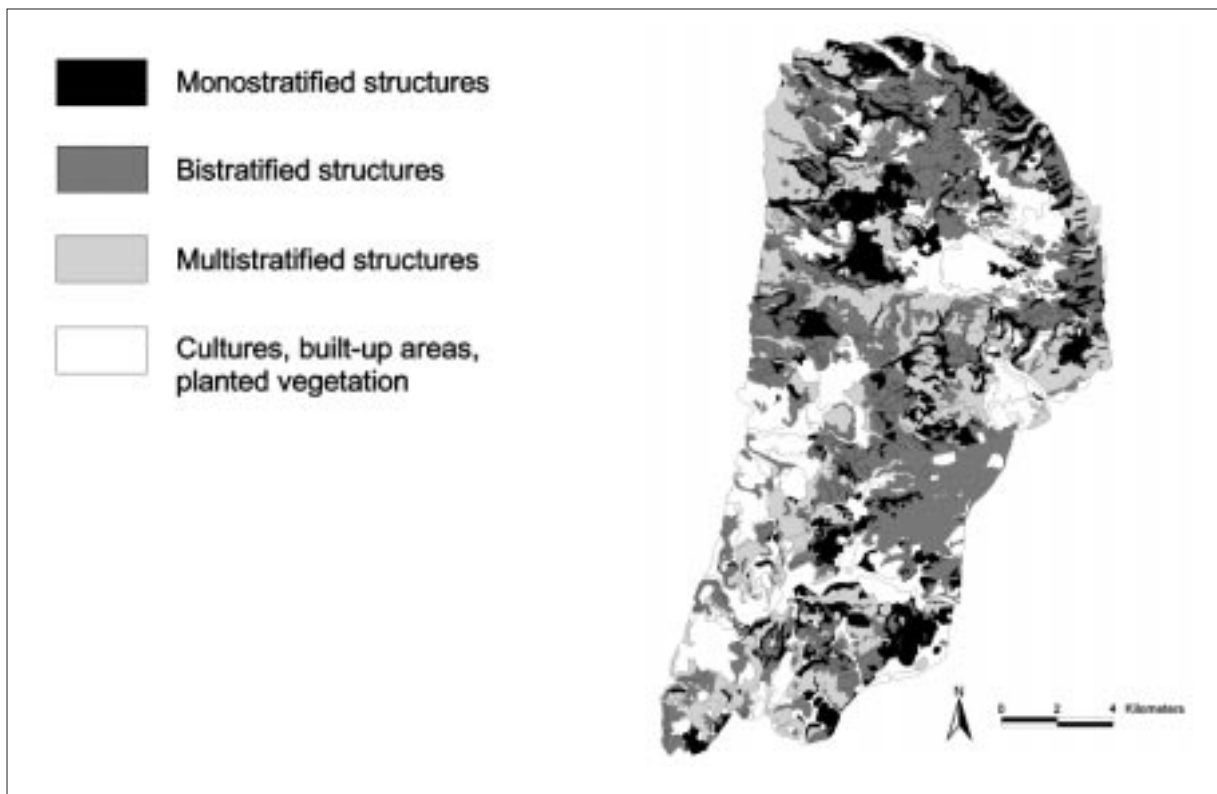 Monostratified structures
Bistratified structures
Multistratified structures
Cultures, built-up areas,
planted vegetation
N
0 2 4 Kilometers